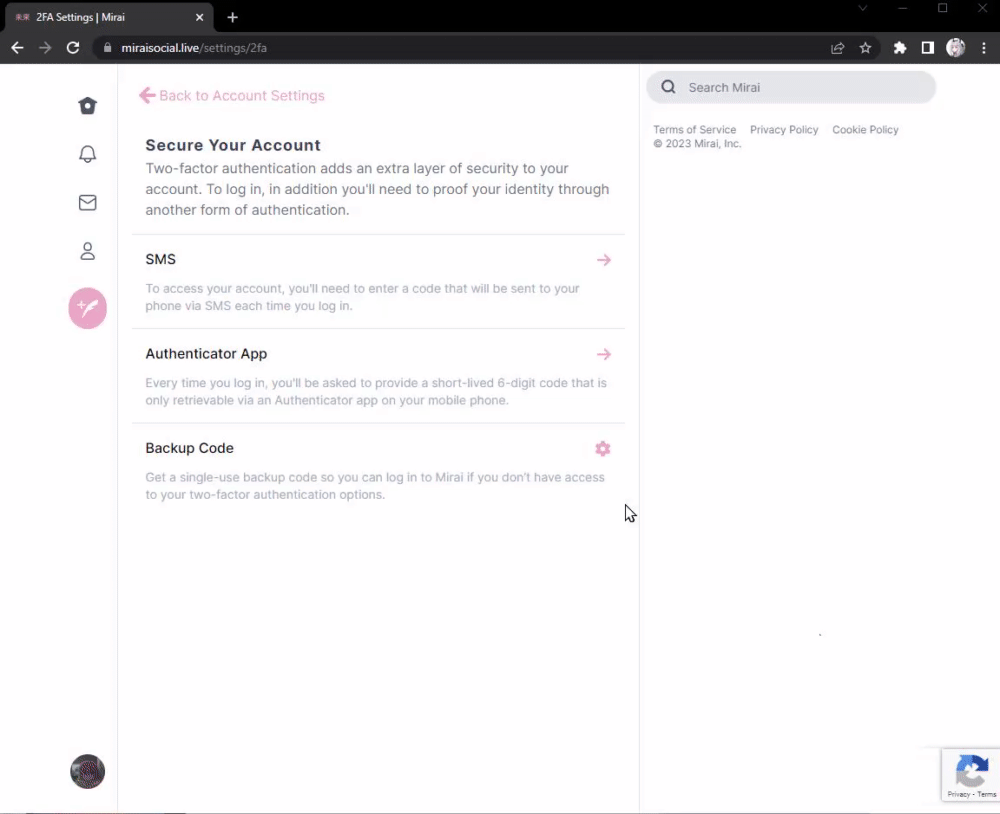 未来 2FA Settings | Mirai
miraisocial.live/settings/2fa
Back to Account Settings
Secure Your Account
Two-factor authentication adds an extra layer of security to your
account. To log in, in addition you'll need to proof your identity through
another form of authentication.
SMS
To access your account, you'll need to enter a code that will be sent to your
phone via SMS each time you log in.
Authenticator App
Every time you log in, you'll be asked to provide a short-lived 6-digit code that is
only retrievable via an Authenticator app on your mobile phone.
Backup Code
Get a single-use backup code so you can log in to Mirai if you don't have access
to your two-factor authentication options.
Search Mirai
Terms of Service Privacy Policy Cookie Policy
© 2023 Mirai, Inc.
Privacy - Terms